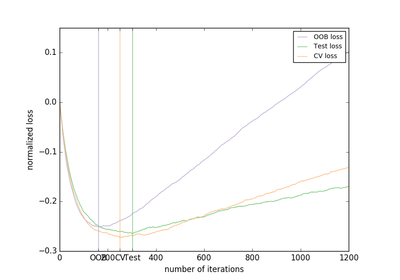 0.1
0.0
−0.1
−0.2
−0.3
normalized loss
OOB loss
Test loss
CV loss
0 OOB 200 CV Test 400 600 800 1000 1200
number of iterations